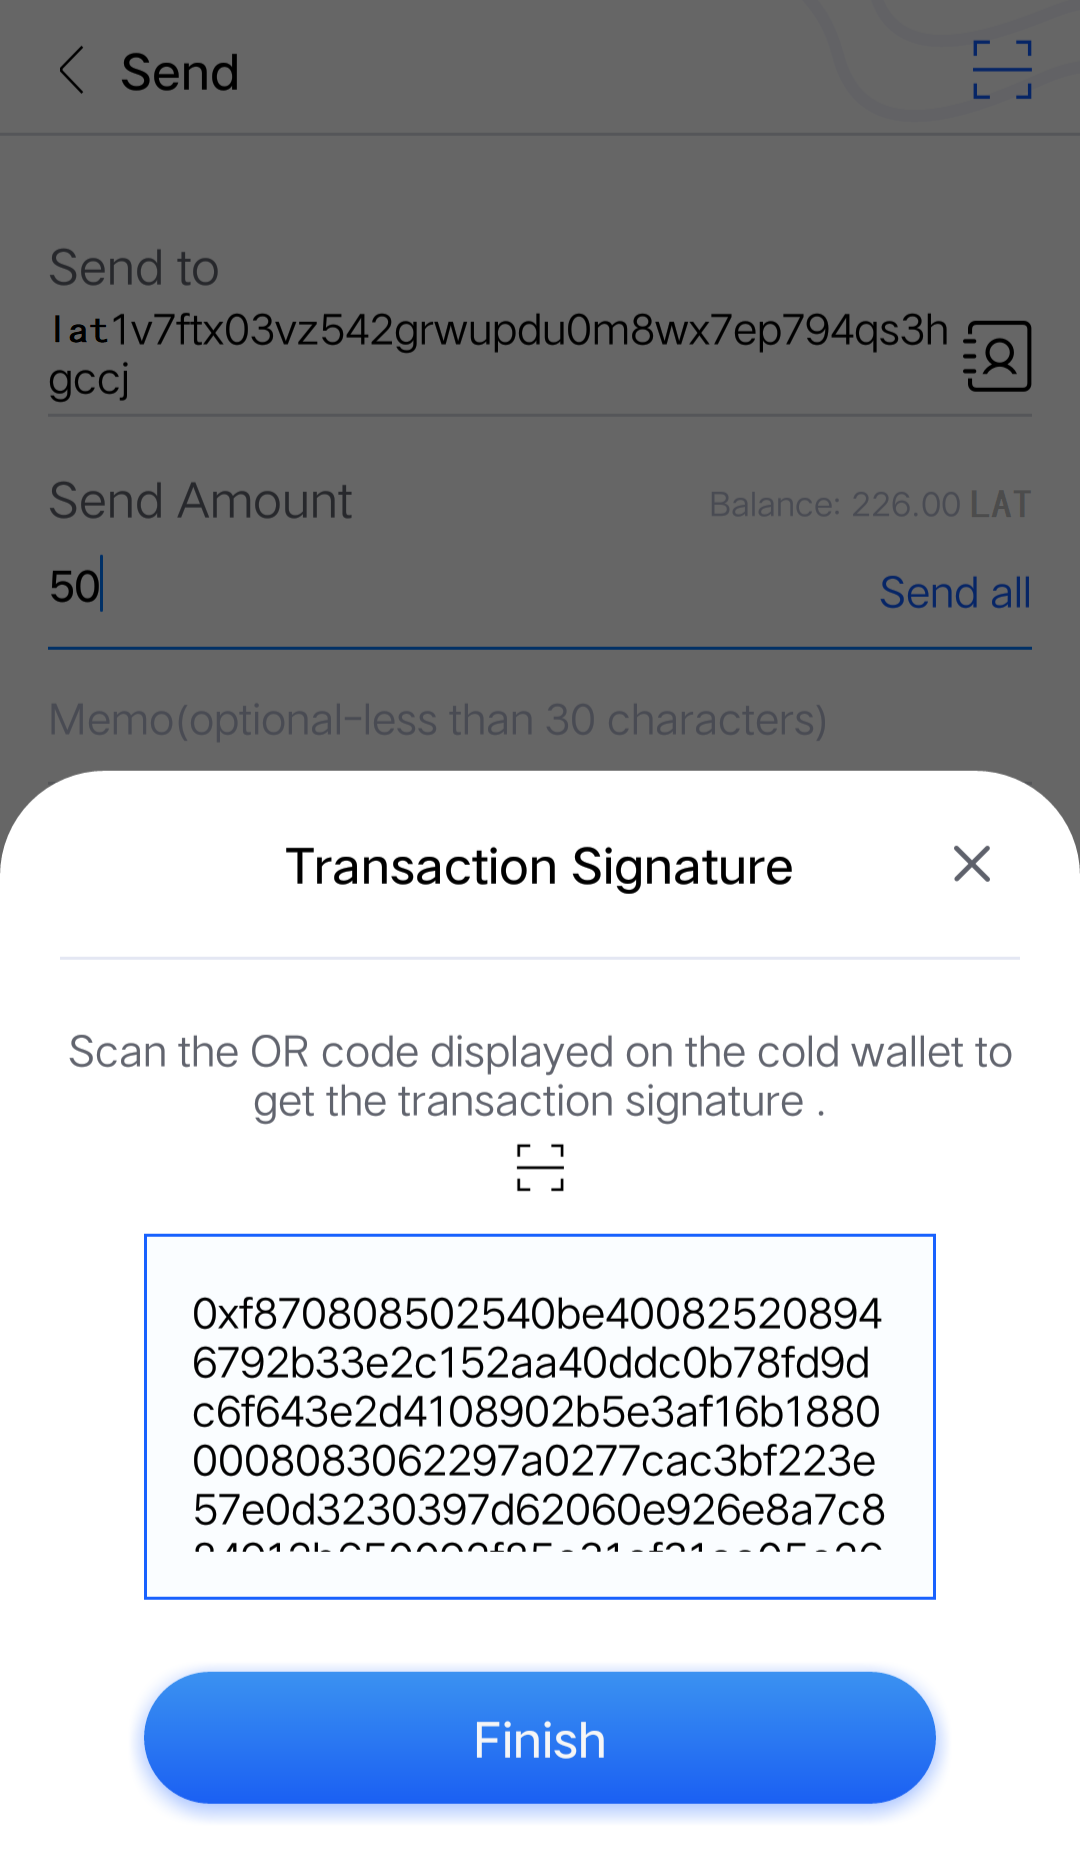 Send
Send to
lat1v7ftx03vz542grwupdu0m8wx7ep794qs3h
gccj
Send Amount
Balance: 226.00 LAT
50
Send all
Memo(optional-less than 30 characters)
Transaction Signature
Scan the OR code displayed on the cold wallet to
get the transaction signature .
0xf870808502540be40082520894
6792b33e2c152aa40ddc0b78fd9d
c6f643e2d4108902b5e3af16b1880
0008083062297a0277cac3bf223e
57e0d3230397d62060e926e8a7c8
Finish